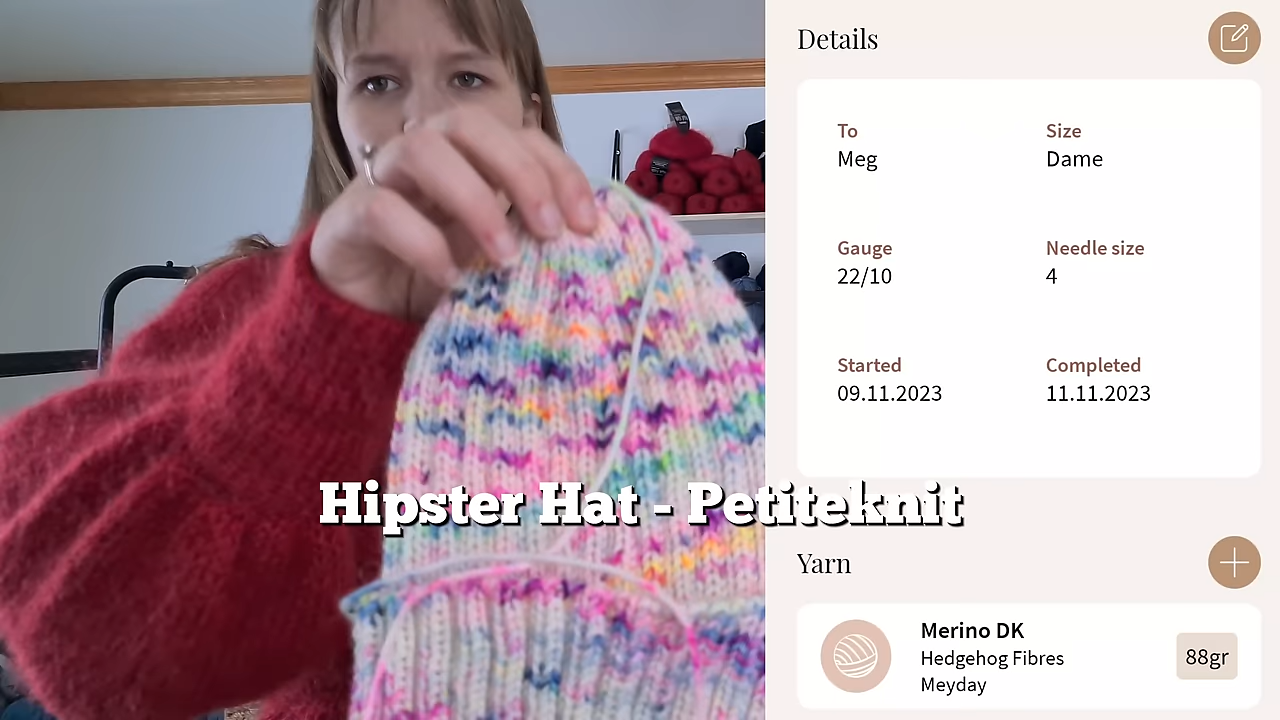 Details
To
Meg
Size
Dame
Gauge
22/10
Needle size
4
Started
09.11.2023
Completed
11.11.2023
Hipster Hat - Petiteknit
Yarn
Merino DK
Hedgehog Fibres
Meyday
88gr